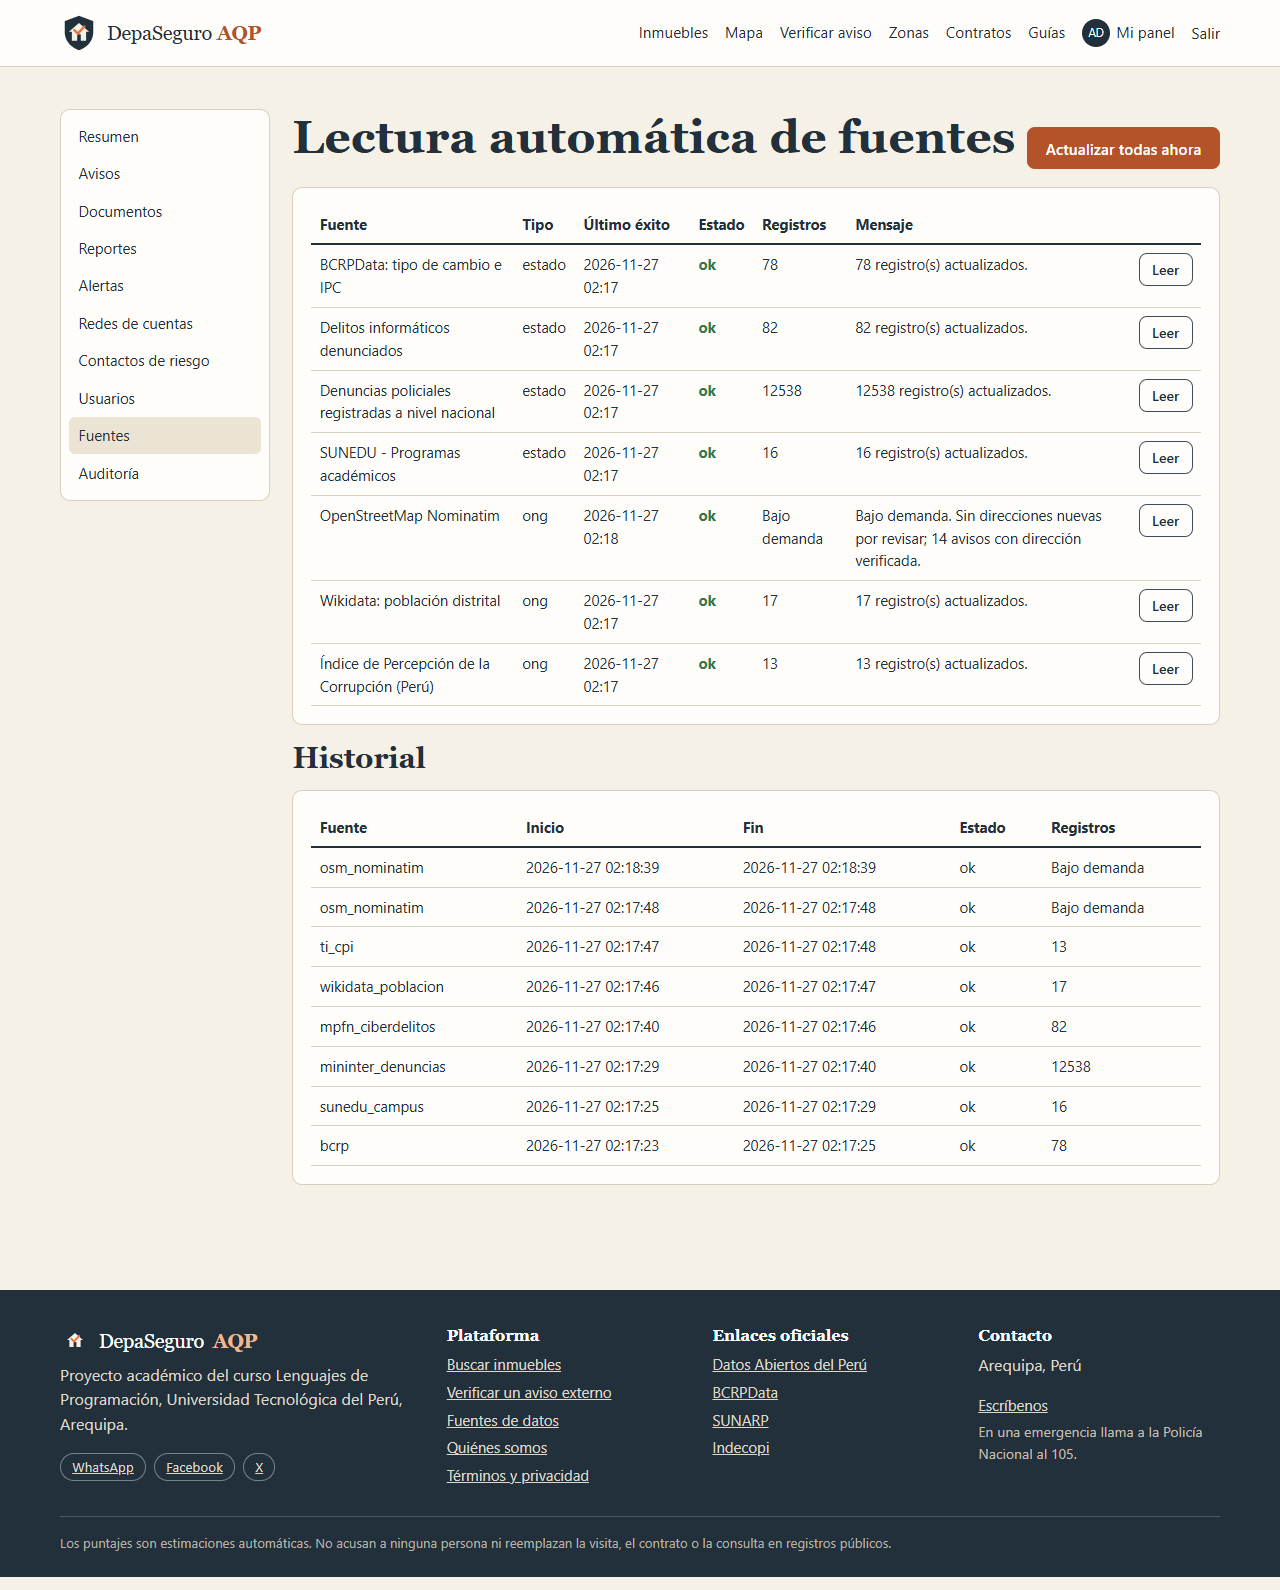 DepaSeguro AQP
Inmuebles Mapa Verificar aviso Zonas Contratos Guías AD Mi panel Salir
Resumen
Avisos
Documentos
Reportes
Alertas
Redes de cuentas
Contactos de riesgo
Usuarios
Fuentes
Auditoría
Lectura automática de fuentes
Actualizar todas ahora
Fuente Tipo Último éxito Estado Registros Mensaje
BCRPData: tipo de cambio e estado 2026-11-27 ok 78 78 registro(s) actualizados. Leer
IPC 02:17
Delitos informáticos estado 2026-11-27 ok 82 82 registro(s) actualizados. Leer
denunciados 02:17
Denuncias policiales estado 2026-11-27 ok 12538 12538 registro(s) actualizados. Leer
registradas a nivel nacional 02:17
SUNEDU - Programas estado 2026-11-27 ok 16 16 registro(s) actualizados. Leer
académicos 02:17
OpenStreetMap Nominatim ong 2026-11-27 ok Bajo Bajo demanda. Sin direcciones nuevas Leer
02:18 demanda por revisar; 14 avisos con dirección
verificada.
Wikidata: población distrital ong 2026-11-27 ok 17 17 registro(s) actualizados. Leer
02:17
Índice de Percepción de la ong 2026-11-27 ok 13 13 registro(s) actualizados. Leer
Corrupción (Perú) 02:17
Historial
Fuente Inicio Fin Estado Registros
osm_nominatim 2026-11-27 02:18:39 2026-11-27 02:18:39 ok Bajo demanda
osm_nominatim 2026-11-27 02:17:48 2026-11-27 02:17:48 ok Bajo demanda
ti_cpi 2026-11-27 02:17:47 2026-11-27 02:17:48 ok 13
wikidata_poblacion 2026-11-27 02:17:46 2026-11-27 02:17:47 ok 17
mpfn_ciberdelitos 2026-11-27 02:17:40 2026-11-27 02:17:46 ok 82
mininter_denuncias 2026-11-27 02:17:29 2026-11-27 02:17:40 ok 12538
sunedu_campus 2026-11-27 02:17:25 2026-11-27 02:17:29 ok 16
bcrp 2026-11-27 02:17:23 2026-11-27 02:17:25 ok 78
DepaSeguro AQP
Proyecto académico del curso Lenguajes de
Programación, Universidad Tecnológica del Perú,
Arequipa.
WhatsApp Facebook X
Plataforma
Buscar inmuebles
Verificar un aviso externo
Fuentes de datos
Quiénes somos
Términos y privacidad
Enlaces oficiales
Datos Abiertos del Perú
BCRPData
SUNARP
Indecopi
Contacto
Arequipa, Perú
Escríbenos
En una emergencia llama a la Policía
Nacional al 105.
Los puntajes son estimaciones automáticas. No acusan a ninguna persona ni reemplazan la visita, el contrato o la consulta en registros públicos.